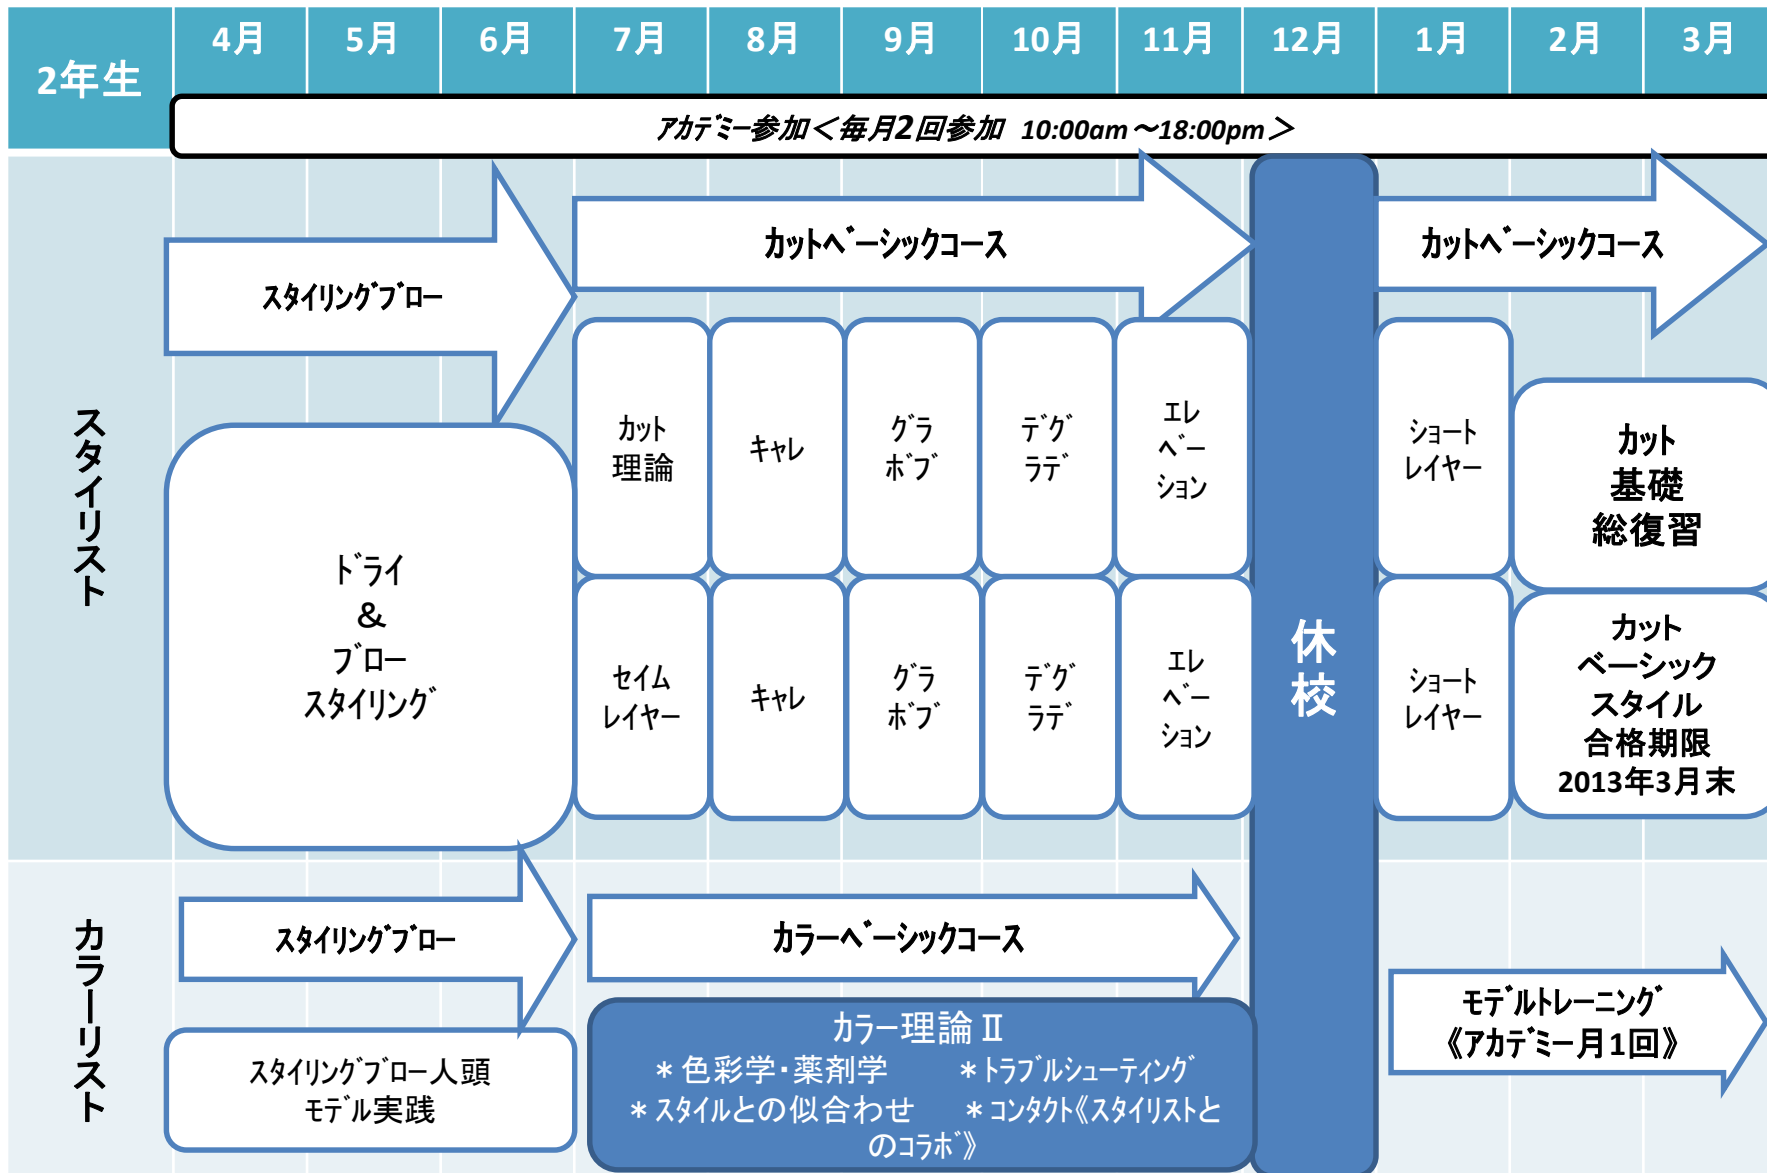 2年生
4月
5月
6月
7月
8月
9月
10月
11月
12月
1月
2月
3月
ｱｶﾃﾞﾐｰ参加＜毎月2回参加 10:00am～18:00pm＞
スタイリスト
ｽﾀｲﾘﾝｸﾞﾌﾞﾛｰ
ｶｯﾄﾍﾞｰｼｯｸｺｰｽ
ｶｯﾄﾍﾞｰｼｯｸｺｰｽ
ﾄﾞﾗｲ
＆
ﾌﾞﾛｰ
ｽﾀｲﾘﾝｸﾞ
ｶｯﾄ
理論
ｷｬﾚ
ｸﾞﾗ
ﾎﾞﾌﾞ
ﾃﾞｸﾞ
ﾗﾃﾞ
ｴﾚ
ﾍﾞｰ
ｼｮﾝ
ｼｮｰﾄ
ﾚｲﾔｰ
ｶｯﾄ
基礎
総復習
ｾｲﾑ
ﾚｲﾔｰ
ｷｬﾚ
ｸﾞﾗ
ﾎﾞﾌﾞ
ﾃﾞｸﾞ
ﾗﾃﾞ
ｴﾚ
ﾍﾞｰ
ｼｮﾝ
休校
ｼｮｰﾄ
ﾚｲﾔｰ
カット
ベーシック
スタイル
合格期限
2013年3月末
カラーリスト
ｽﾀｲﾘﾝｸﾞﾌﾞﾛｰ
ｶﾗｰﾍﾞｰｼｯｸｺｰｽ
ﾓﾃﾞﾙﾄﾚｰﾆﾝｸﾞ
《ｱｶﾃﾞﾐｰ月1回》
ｽﾀｲﾘﾝｸﾞﾌﾞﾛｰ人頭
ﾓﾃﾞﾙ実践
ｶﾗｰ理論Ⅱ
＊色彩学・薬剤学　＊ﾄﾗﾌﾞﾙｼｭｰﾃｨﾝｸﾞ
＊ｽﾀｲﾙとの似合わせ　＊ｺﾝﾀｸﾄ《ｽﾀｲﾘｽﾄと
のｺﾗﾎﾞ》